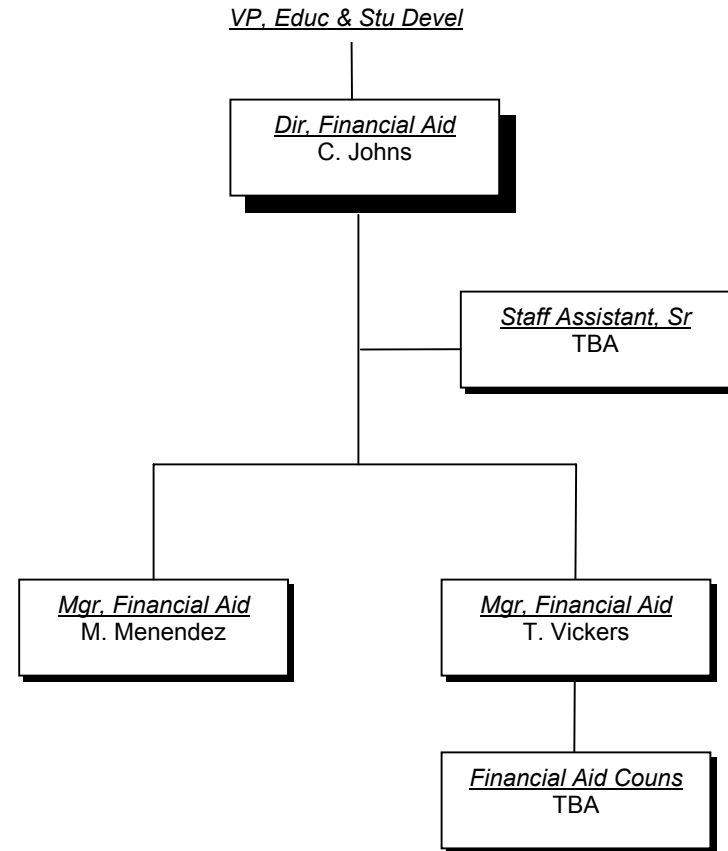 VP, Educ & Stu Devel
Dir, Financial Aid
C. Johns
Staff Assistant, Sr
TBA
Mgr, Financial Aid
M. Menendez
Mgr, Financial Aid
T. Vickers
Financial Aid Couns
TBA